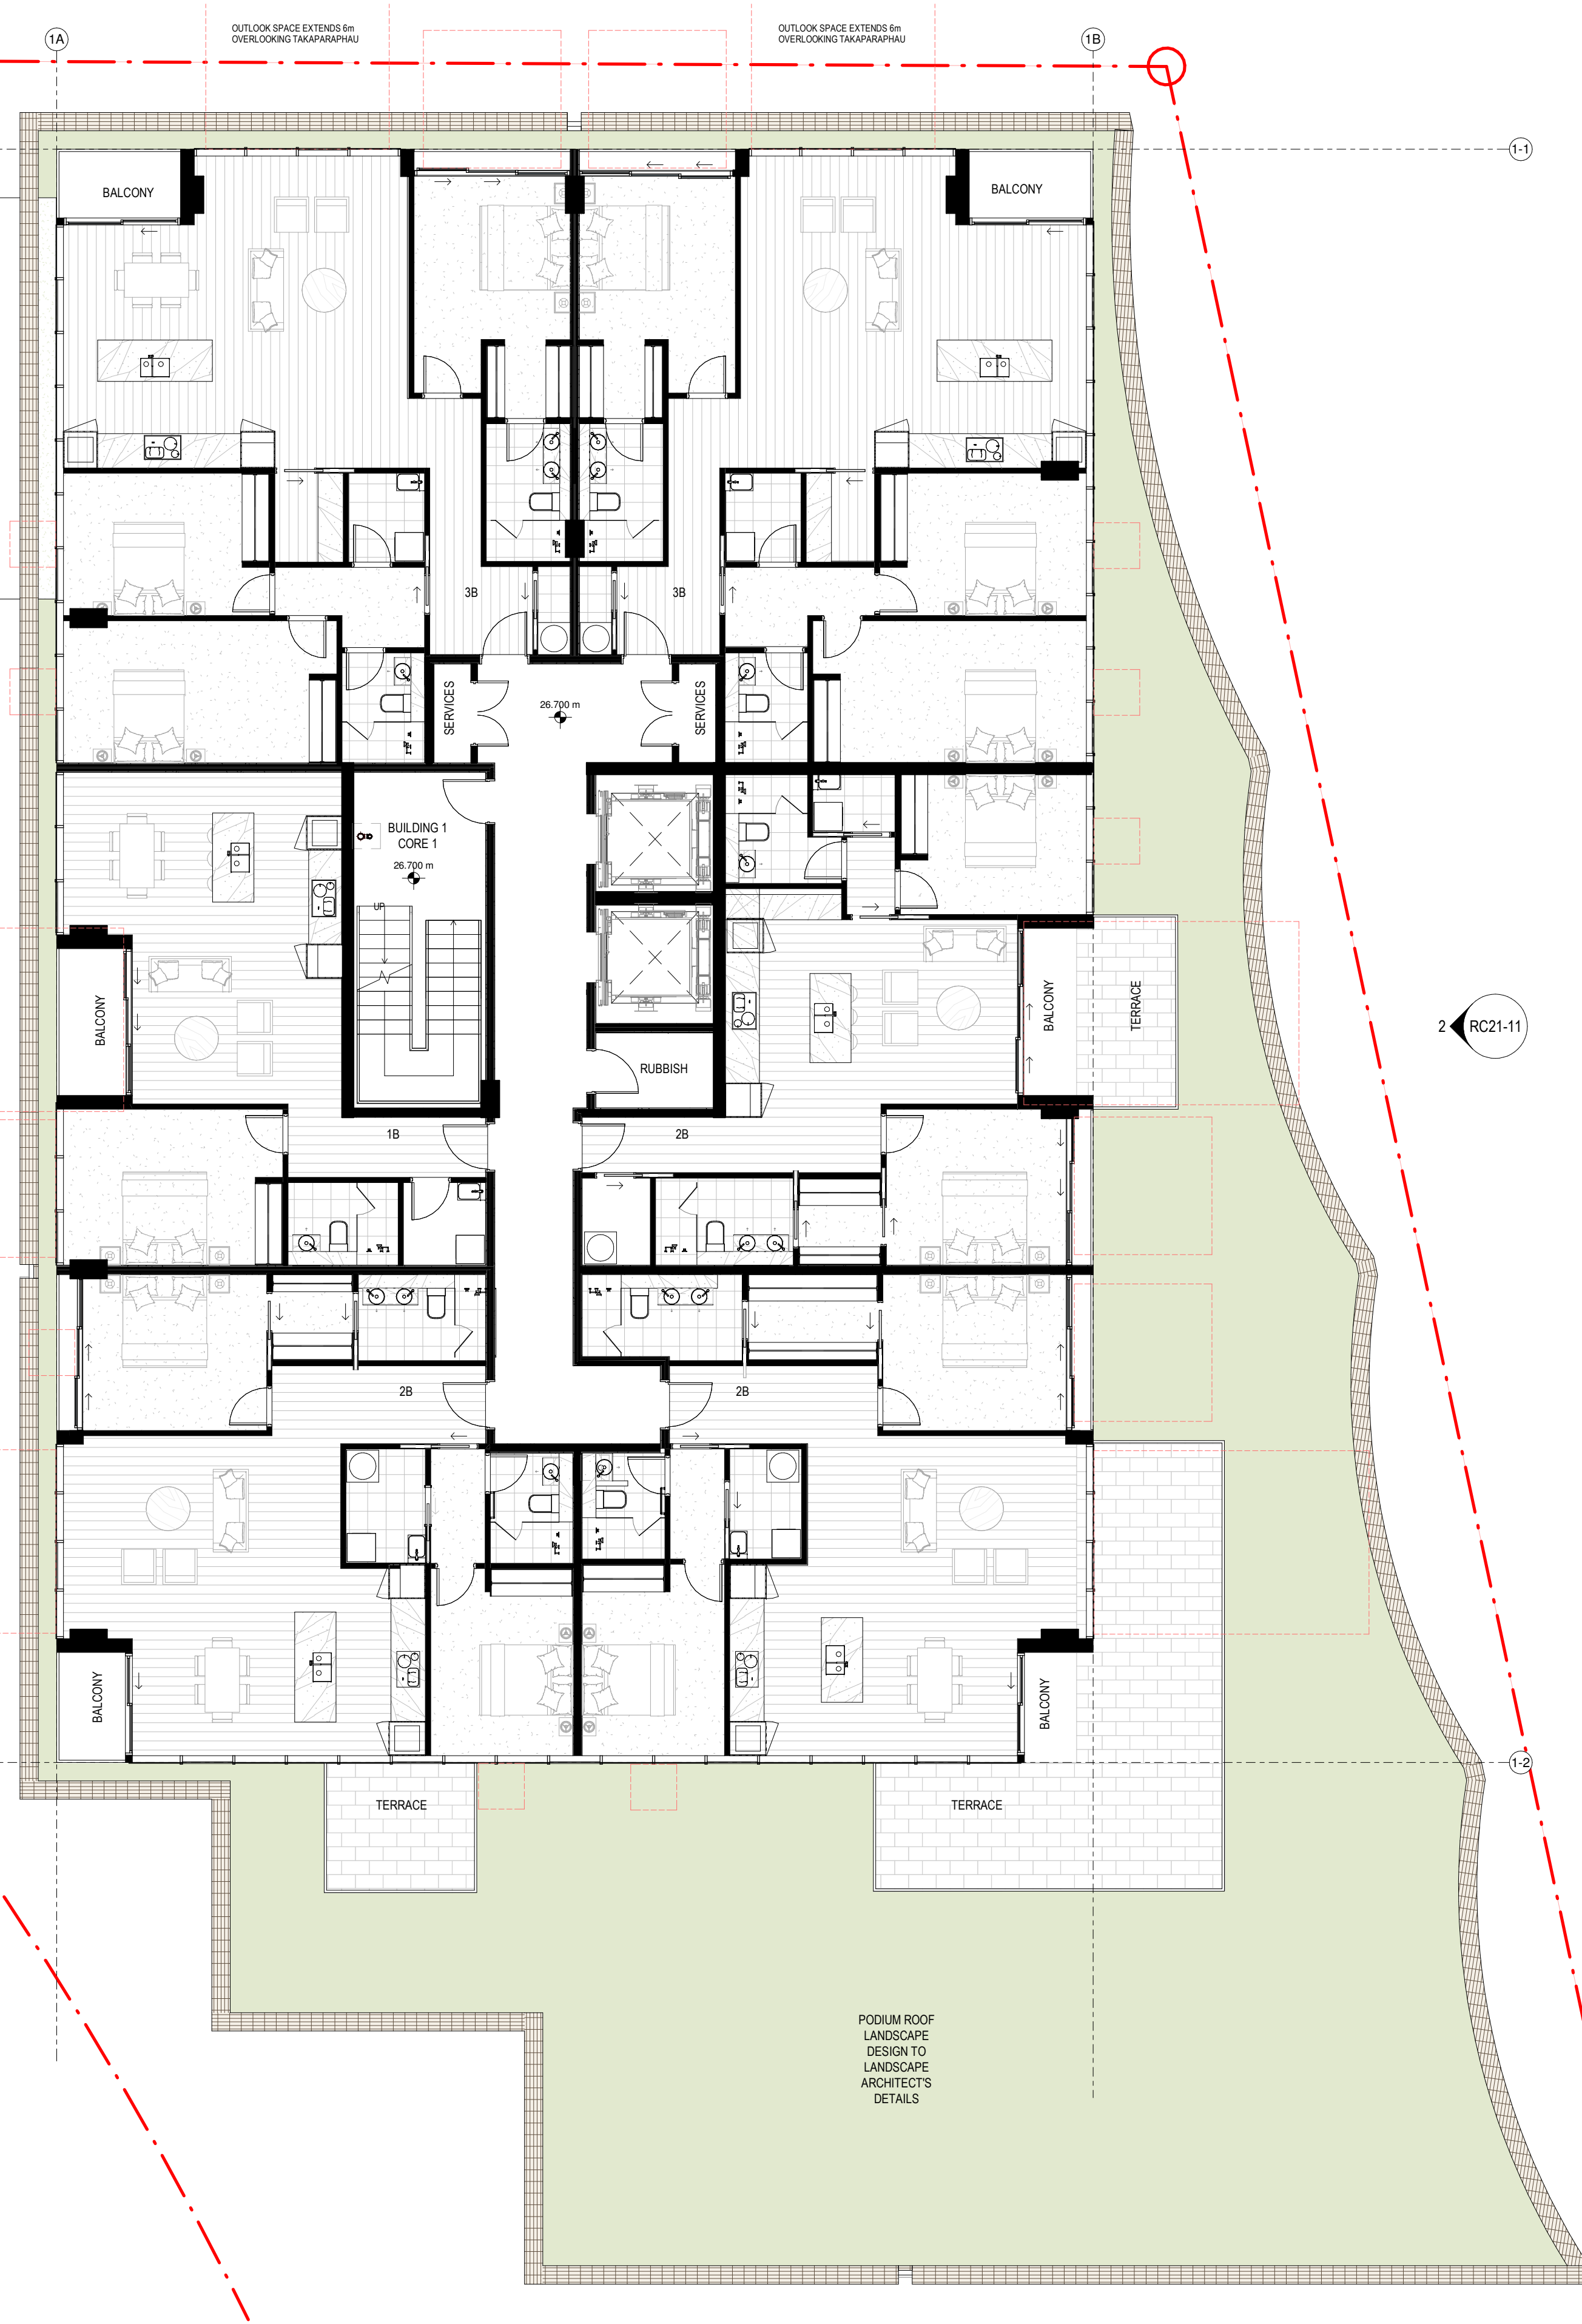 OUTLOOK SPACE EXTENDS 6m
OVERLOOKING TAKAPARAPHAU
OUTLOOK SPACE EXTENDS 6m
OVERLOOKING TAKAPARAPHAU
1A
1B
1-1
BALCONY
BALCONY
3B
3B
SERVICES
26.700 m
SERVICES
BUILDING 1
CORE 1
26.700 m
UP
BALCONY
BALCONY
TERRACE
2
RC21-11
RUBBISH
1B
2B
2B
2B
BALCONY
BALCONY
1-2
TERRACE
TERRACE
PODIUM ROOF
LANDSCAPE
DESIGN TO
LANDSCAPE
ARCHITECT'S
DETAILS